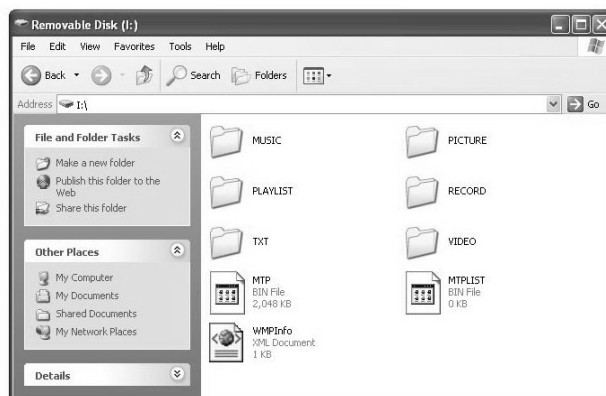 Removable Disk (I:)
File Edit View Favorites Tools Help
Back Search Folders
Address I:\ Go
File and Folder Tasks
Make a new folder
Publish this folder to the
Web
Share this folder
Other Places
My Computer
My Documents
Shared Documents
My Network Places
Details
MUSIC
PICTURE
PLAYLIST
RECORD
TXT
VIDEO
MTP
BIN File
2,048 KB
MTPLIST
BIN File
0 KB
WMPInfo
XML Document
1 KB